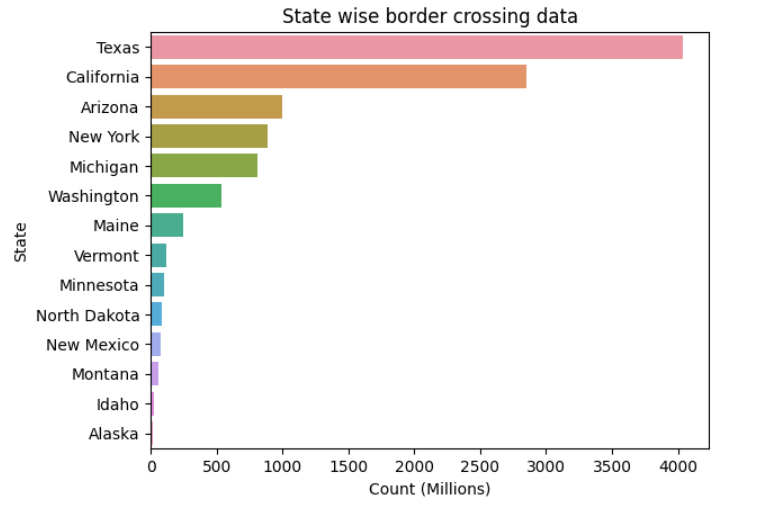 State wise border crossing data
Texas
California
Arizona
New York
Michigan
Washington
Maine
Vermont
Minnesota
North Dakota
New Mexico
Montana
Idaho
Alaska
State
0 500 1000 1500 2000 2500 3000 3500 4000
Count (Millions)